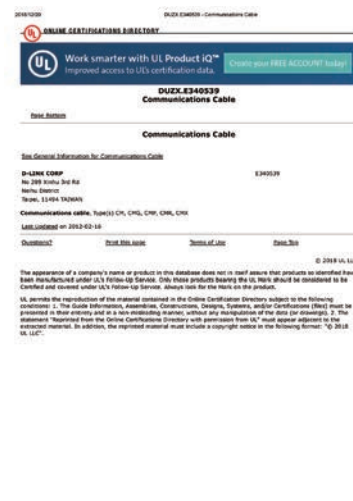 2018/12/20 DUZX.E340539 - Communications Cable
UL ONLINE CERTIFICATIONS DIRECTORY
UL Work smarter with UL Product iQ™ Create your FREE ACCOUNT today!
Improved access to UL's certification data.
DUZX.E340539
Communications Cable
Page Bottom
Communications Cable
See General Information for Communications Cable
D-LINK CORP E340539
No 289 Xinhu 3rd Rd
Neihu District
Taipei, 11494 TAIWAN
Communications cable, Type(s) CM, CMG, CMP, CMR, CMX
Last Updated on 2012-02-16
Questions? Print this page Terms of Use Page Top
© 2018 UL LL
The appearance of a company's name or product in this database does not in itself assure that products so identified have
been manufactured under UL's Follow-Up Service. Only those products bearing the UL Mark should be considered to be
Certified and covered under UL's Follow-Up Service. Always look for the Mark on the product.
UL permits the reproduction of the material contained in the Online Certification Directory subject to the following
conditions: 1. The Guide Information, Assemblies, Constructions, Designs, Systems, and/or Certifications (files) must be
presented in their entirety and in a non-misleading manner, without any manipulation of the data (or drawings). 2. The
statement "Reprinted from the Online Certifications Directory with permission from UL" must appear adjacent to the
extracted material. In addition, the reprinted material must include a copyright notice in the following format: "© 2018
UL LLC".